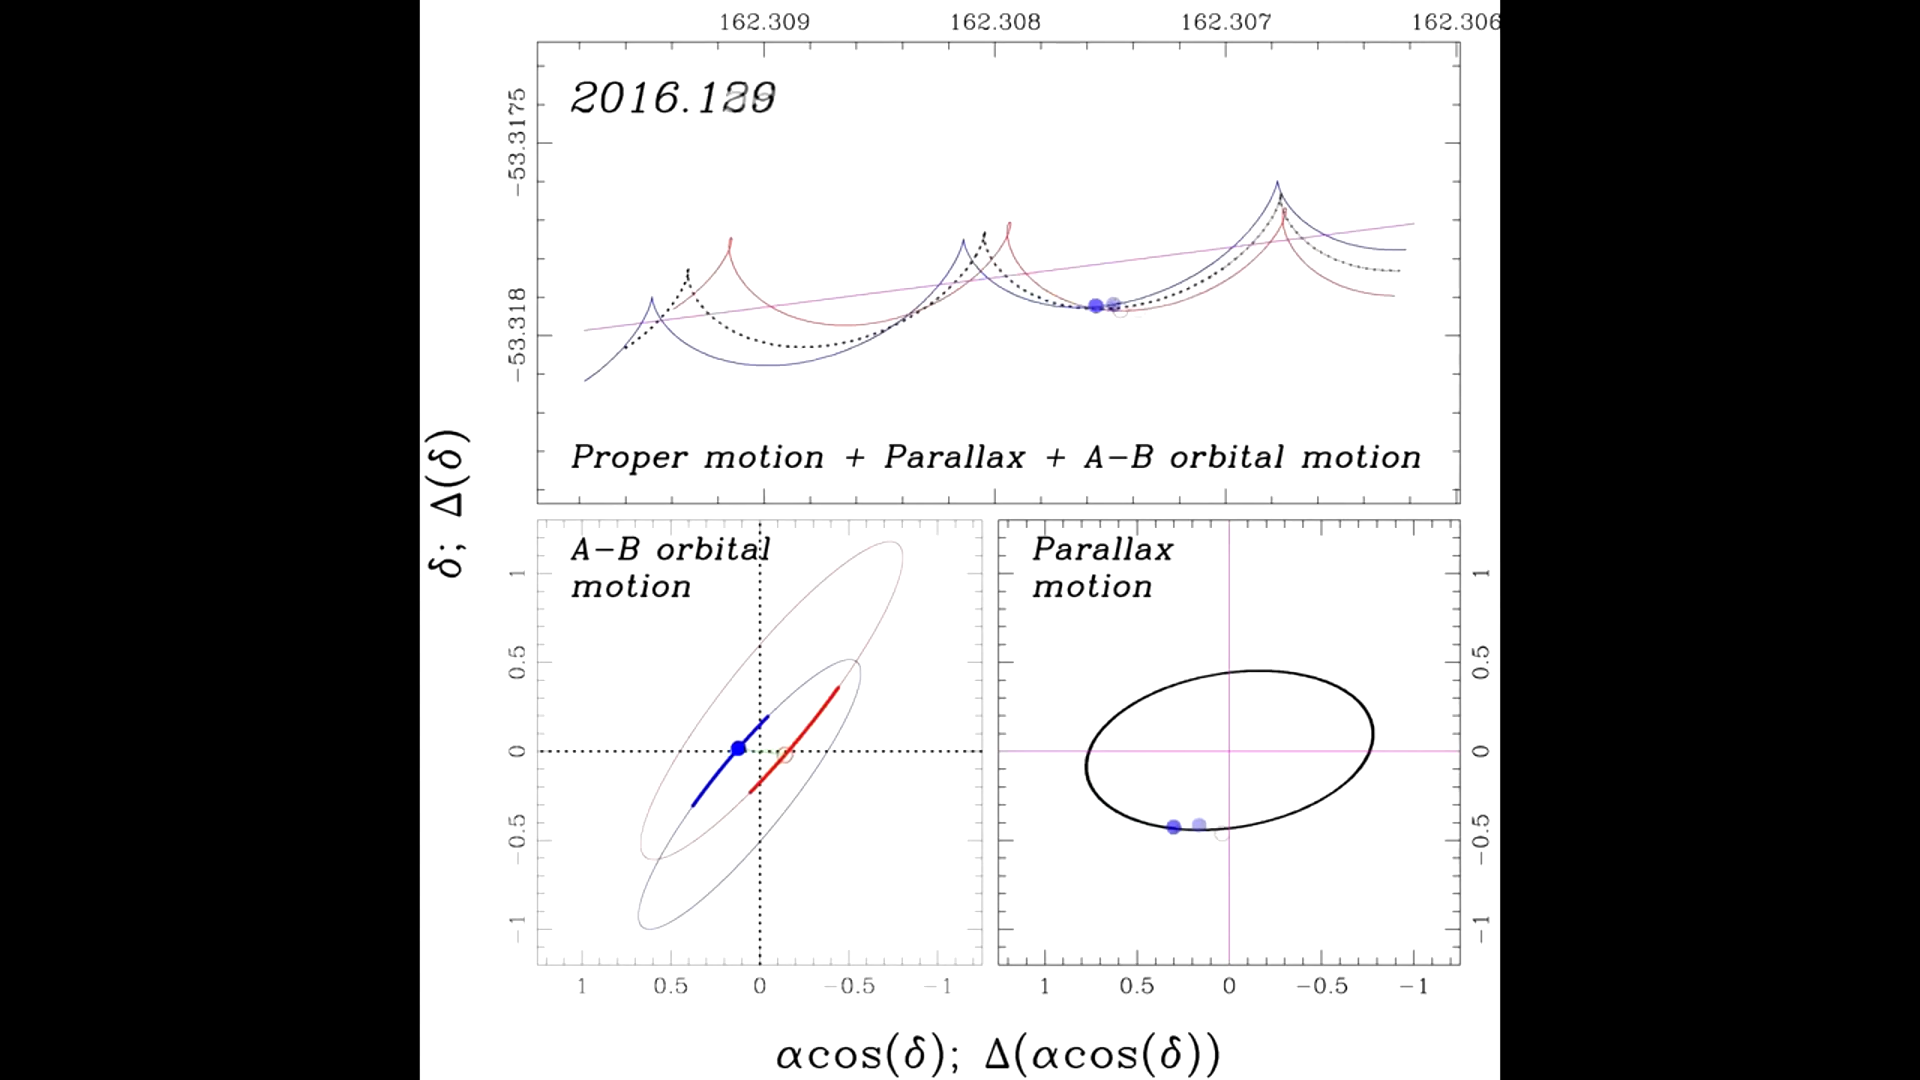 162.309 162.308 162.307 162.306
2016.1
−53.3175
−53.318
Proper motion + Parallax + A−B orbital motion
δ; Δ(δ)
A−B orbital
motion
1
0.5
0
−0.5
−1
1 0.5 0 −0.5 −1
Parallax
motion
1
0.5
0
−0.5
−1
1 0.5 0 −0.5 −1
αcos(δ); Δ(αcos(δ))